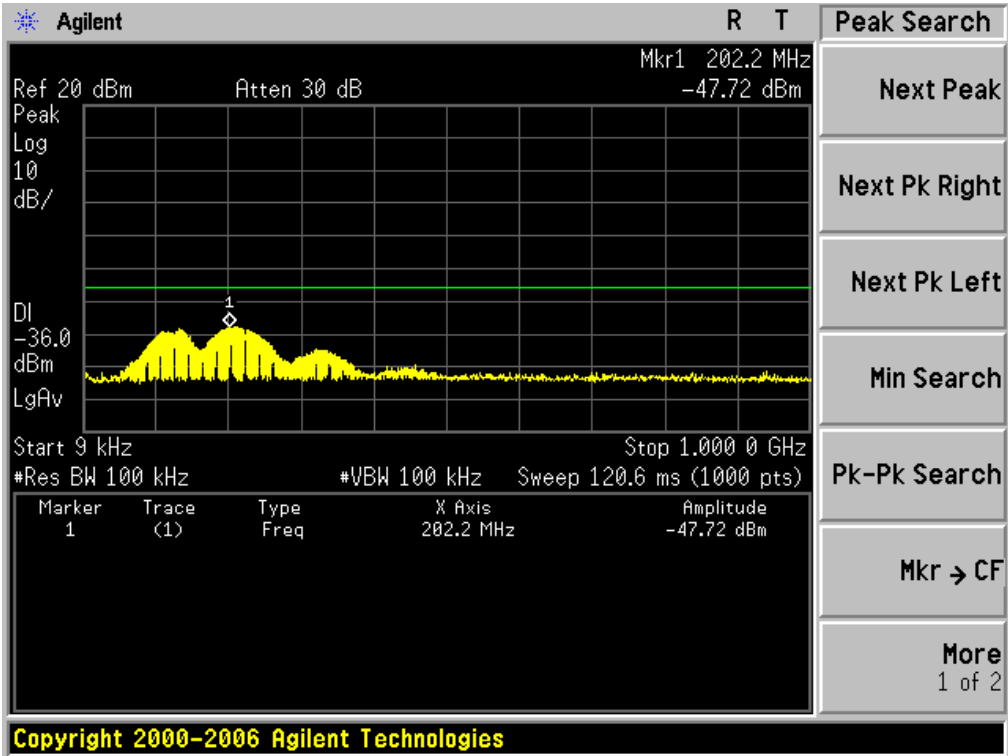 Agilent R T Peak Search
Mkr1 202.2 MHz
Ref 20 dBm Atten 30 dB -47.72 dBm
Peak
Log
10
dB/
1
DI
-36.0
dBm
LgAv
Start 9 kHz Stop 1.000 0 GHz
#Res BW 100 kHz #VBW 100 kHz Sweep 120.6 ms (1000 pts)
Marker Trace Type X Axis Amplitude
1 (1) Freq 202.2 MHz -47.72 dBm
Next Peak
Next Pk Right
Next Pk Left
Min Search
Pk-Pk Search
Mkr → CF
More
1 of 2
Copyright 2000-2006 Agilent Technologies